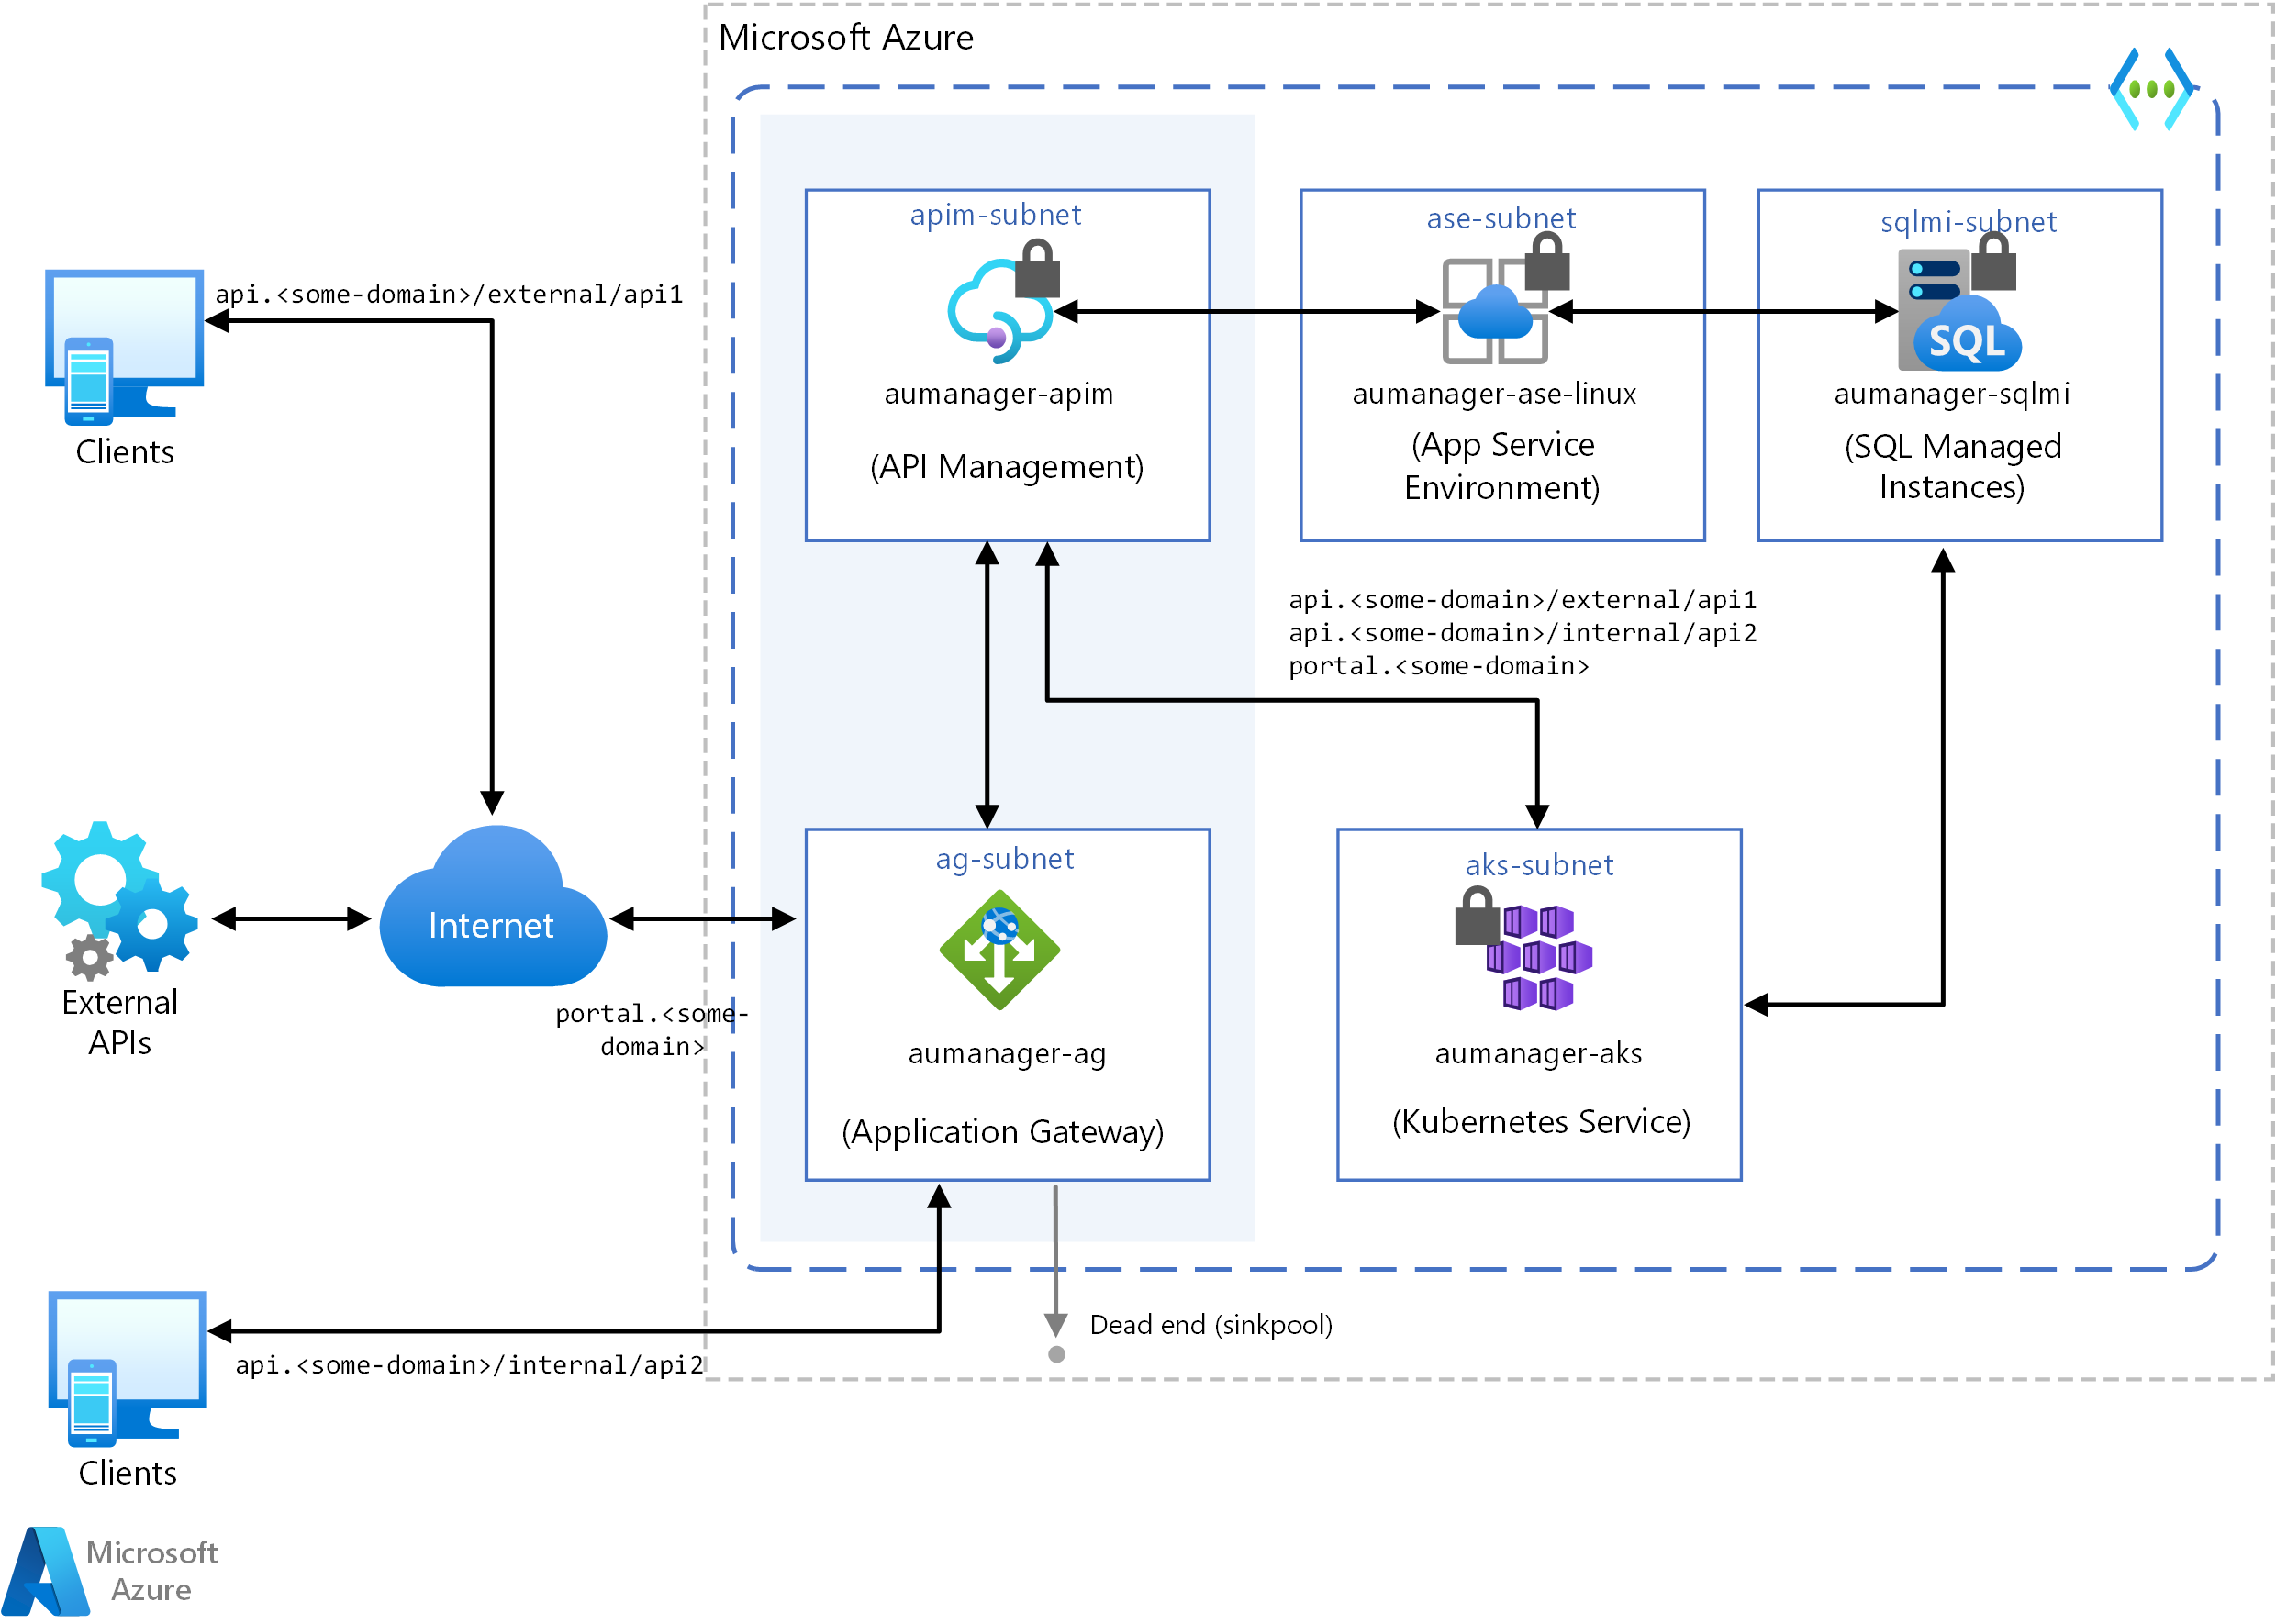 Microsoft Azure
apim-subnet
aumanager-apim
(API Management)
ase-subnet
aumanager-ase-linux
(App Service
Environment)
sqlmi-subnet
SQL
aumanager-sqlmi
(SQL Managed
Instances)
api.<some-domain>/external/api1
Clients
api.<some-domain>/external/api1
api.<some-domain>/internal/api2
portal.<some-domain>
External
APIs
Internet
portal.<some-
domain>
ag-subnet
aumanager-ag
(Application Gateway)
aks-subnet
aumanager-aks
(Kubernetes Service)
Dead end (sinkpool)
api.<some-domain>/internal/api2
Clients
Microsoft
Azure